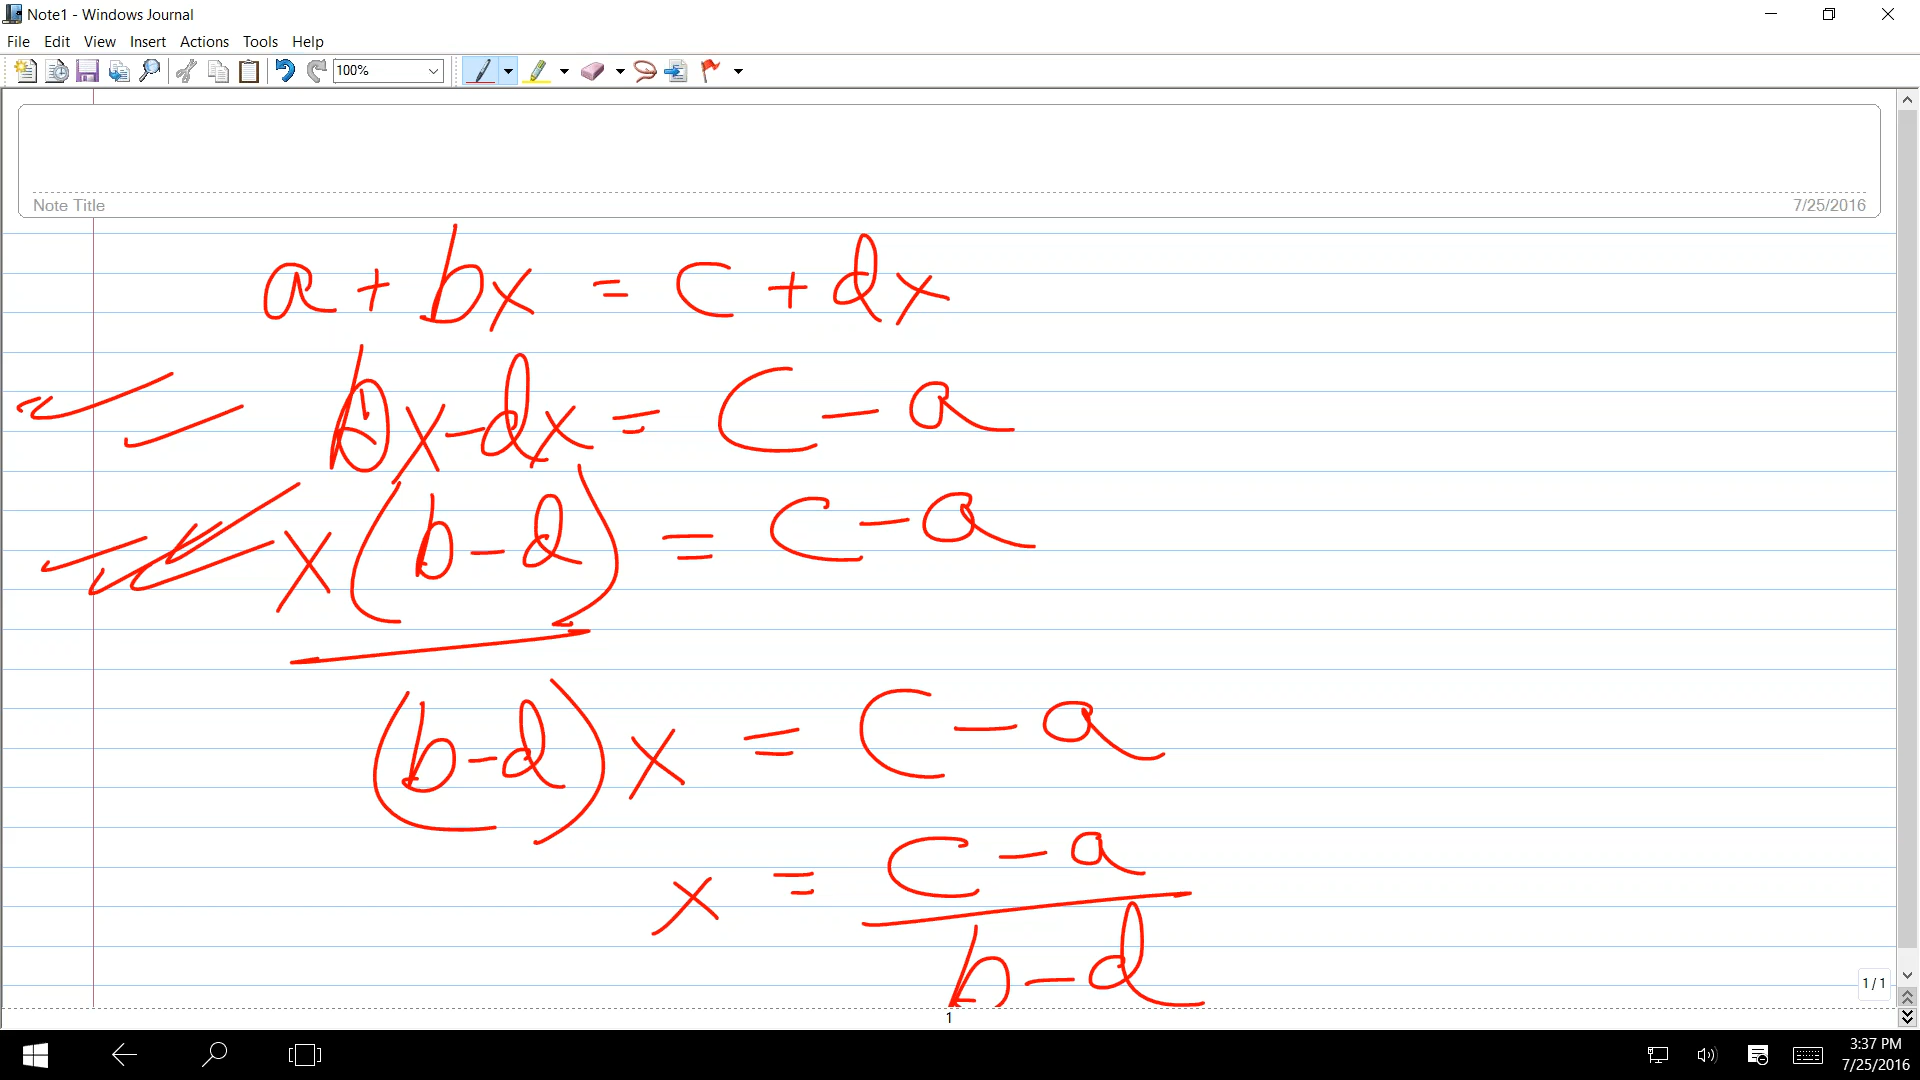 Note1 - Windows Journal
File Edit View Insert Actions Tools Help
100%
Note Title
7/25/2016
a + bx = c + dx
bx - dx = c - a
x(b - d) = c - a
(b - d)x = c - a
x = c - a
b - d
1 / 1
1
3:37 PM
7/25/2016